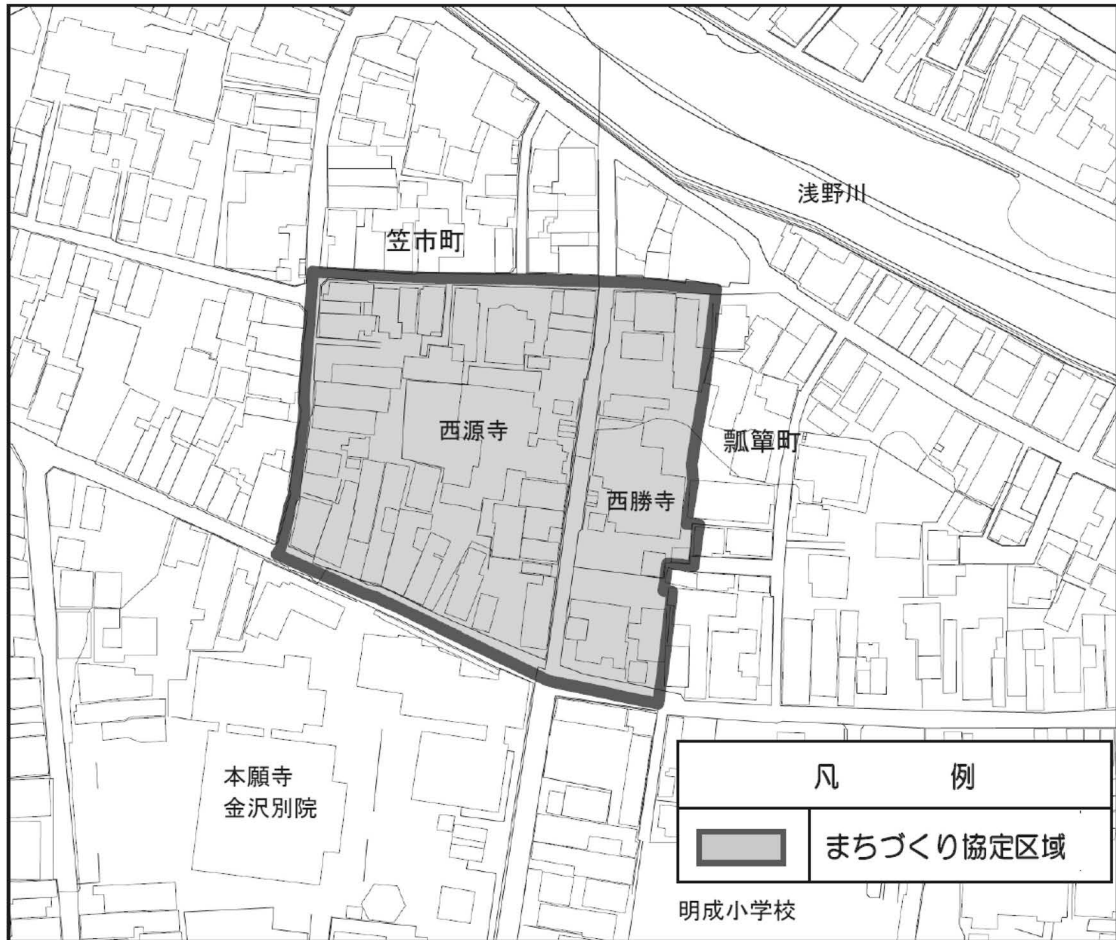 浅野川
笠市町
西源寺
瓢箪町
西勝寺
本願寺
金沢別院
凡 例
まちづくり協定区域
明成小学校